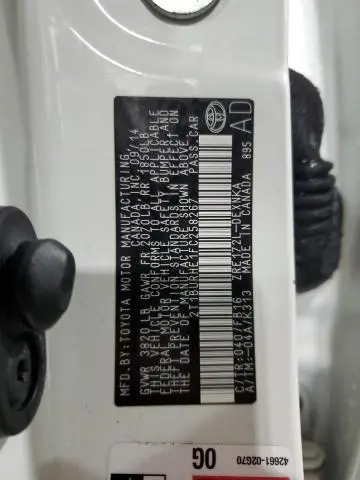 MFD.BY:TOYOTA MOTOR MANUFACTURING
CANADA, INC. 09/14
GVWR 3820 LB GAWR FR 2070LB RR 1850LB
THIS VEHICLE CONFORMS TO ALL APPLICABLE
FEDERAL MOTOR VEHICLE SAFETY, BUMPER, AND
THEFT PREVENTION STANDARDS IN EFFECT ON
THE DATE OF MANUFACTURE SHOWN ABOVE.
2T1BURHE1FC258267 PASS.CAR
C/TR:040/FB16 ZRE172L-DEXNKA
A/TM:-04A/K313 MADE IN CANADA 895
AD
0G
42661-02G70